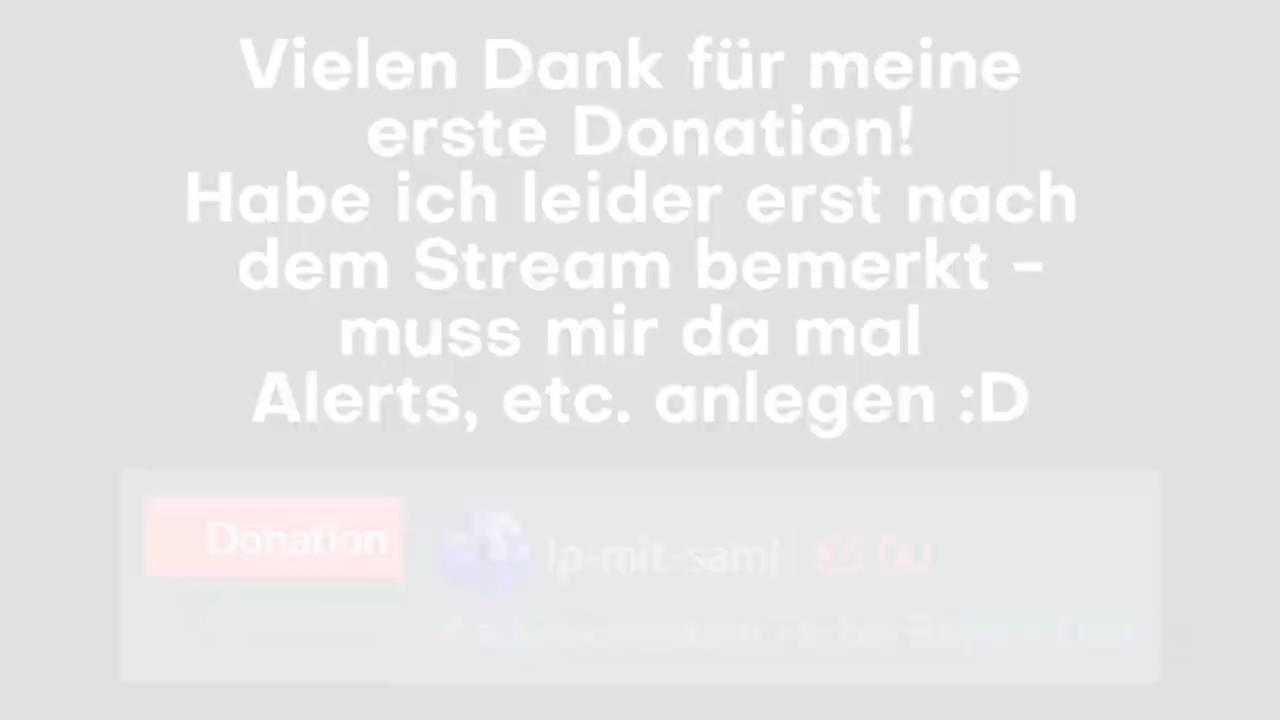 Vielen Dank für meine
erste Donation!
Habe ich leider erst nach
dem Stream bemerkt -
muss mir da mal
Alerts, etc. anlegen :D
Donation
lp-mit-sami